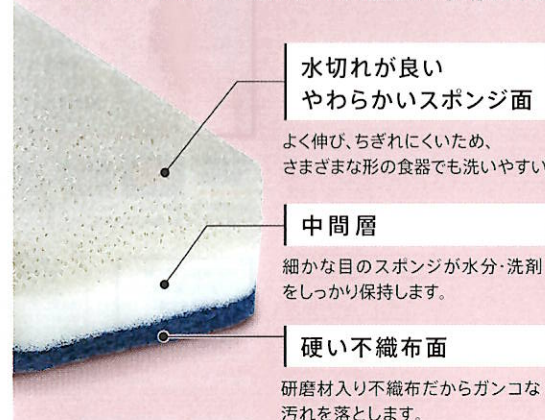 水切れが良い
やわらかいスポンジ面
よく伸び、ちぎれにくいため、
さまざまな形の食器でも洗いやすい
中間層
細かな目のスポンジが水分・洗剤
をしっかり保持します。
硬い不織布面
研磨材入り不織布だからガンコな
汚れを落とします。